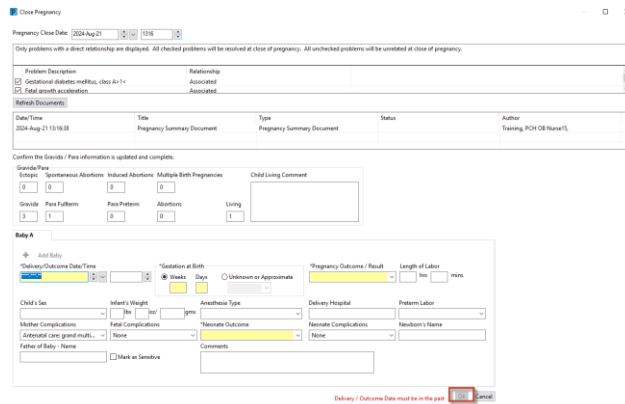 Close Pregnancy
Pregnancy Close Date 2024-Aug-21 1316
Only problems with a direct relationship are displayed. All checked problems will be resolved at close of pregnancy. All unchecked problems will be unrelated at close of pregnancy.
Problem Description Relationship
Gestational diabetes mellitus, class A>1< Associated
Fetal growth acceleration Associated
Refresh Documents
Date/Time Title Type Status Author
2024-Aug-21 13:16:38 Pregnancy Summary Document Pregnancy Summary Document Training, PCH OB Nurse15,
Confirm the Gravida / Para information is updated and complete.
Gravida/Para
Ectopic Spontaneous Abortions Induced Abortions Multiple Birth Pregnancies Child Living Comment
0 0 0 0
Gravida Para Fullterm Para Preterm Abortions Living
3 1 0 0 1
Baby A
Add Baby
*Delivery/Outcome Date/Time *Gestation at Birth *Pregnancy Outcome / Result Length of Labor
Weeks Days Unknown or Approximate hrs mins
Child's Sex Infant's Weight Anesthesia Type Delivery Hospital Preterm Labor
lbs oz/ gms
Mother Complications Fetal Complications *Neonate Outcome Neonate Complications Newborn's Name
Antenatal care: grand multi... None None
Father of Baby - Name Mark as Sensitive Comments
Delivery / Outcome Date must be in the past OK Cancel